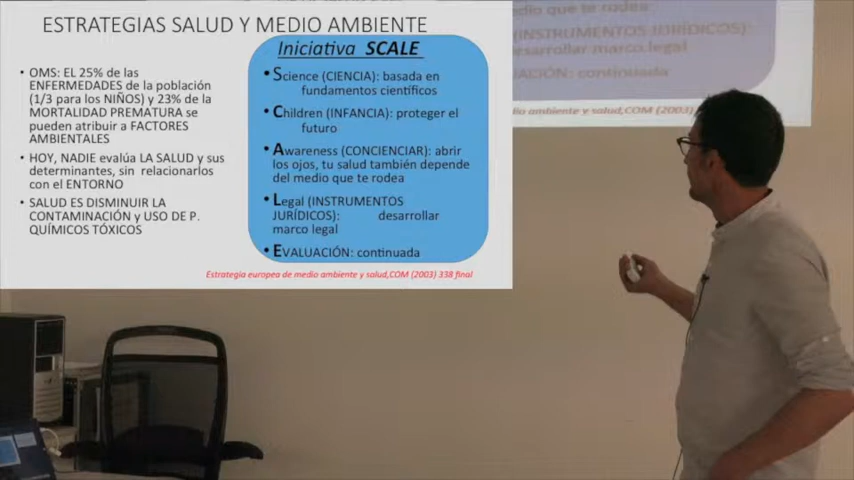 ESTRATEGIAS SALUD Y MEDIO AMBIENTE
• OMS: EL 25% de las
ENFERMEDADES de la población
(1/3 para los NIÑOS) y 23% de la
MORTALIDAD PREMATURA se
pueden atribuir a FACTORES
AMBIENTALES
• HOY, NADIE evalúa LA SALUD y sus
determinantes, sin relacionarlos
con el ENTORNO
• SALUD ES DISMINUIR LA
CONTAMINACIÓN y USO DE P.
QUÍMICOS TÓXICOS
Iniciativa SCALE
• Science (CIENCIA): basada en
fundamentos científicos
• Children (INFANCIA): proteger el
futuro
• Awareness (CONCIENCIAR): abrir
los ojos, tu salud también depende
del medio que te rodea
• Legal (INSTRUMENTOS
JURÍDICOS): desarrollar
marco legal
• EVALUACIÓN: continuada
Estrategia europea de medio ambiente y salud,COM (2003) 338 final
medio que te rodea
(INSTRUMENTOS JURÍDICOS):
desarrollar marco legal
UACIÓN: continuada
dio ambiente y salud,COM (2003)